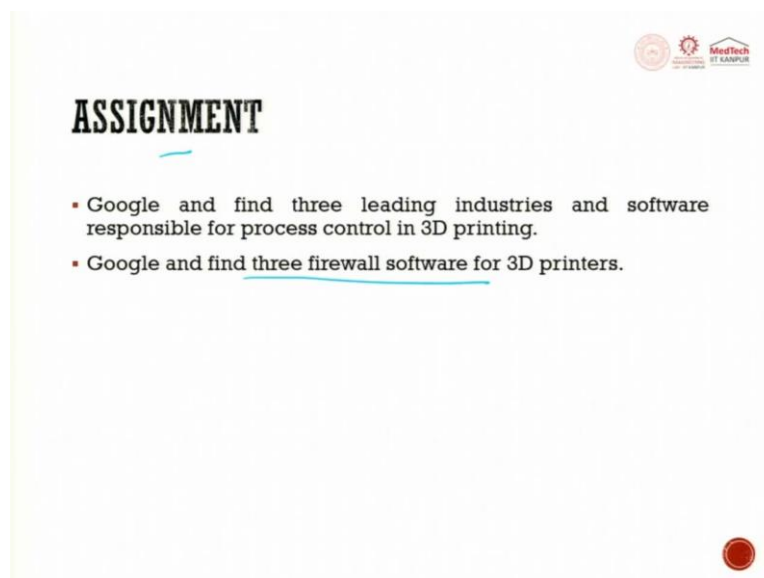 MedTech
IIT KANPUR
ASSIGNMENT
▪ Google and find three leading industries and software
responsible for process control in 3D printing.
▪ Google and find three firewall software for 3D printers.